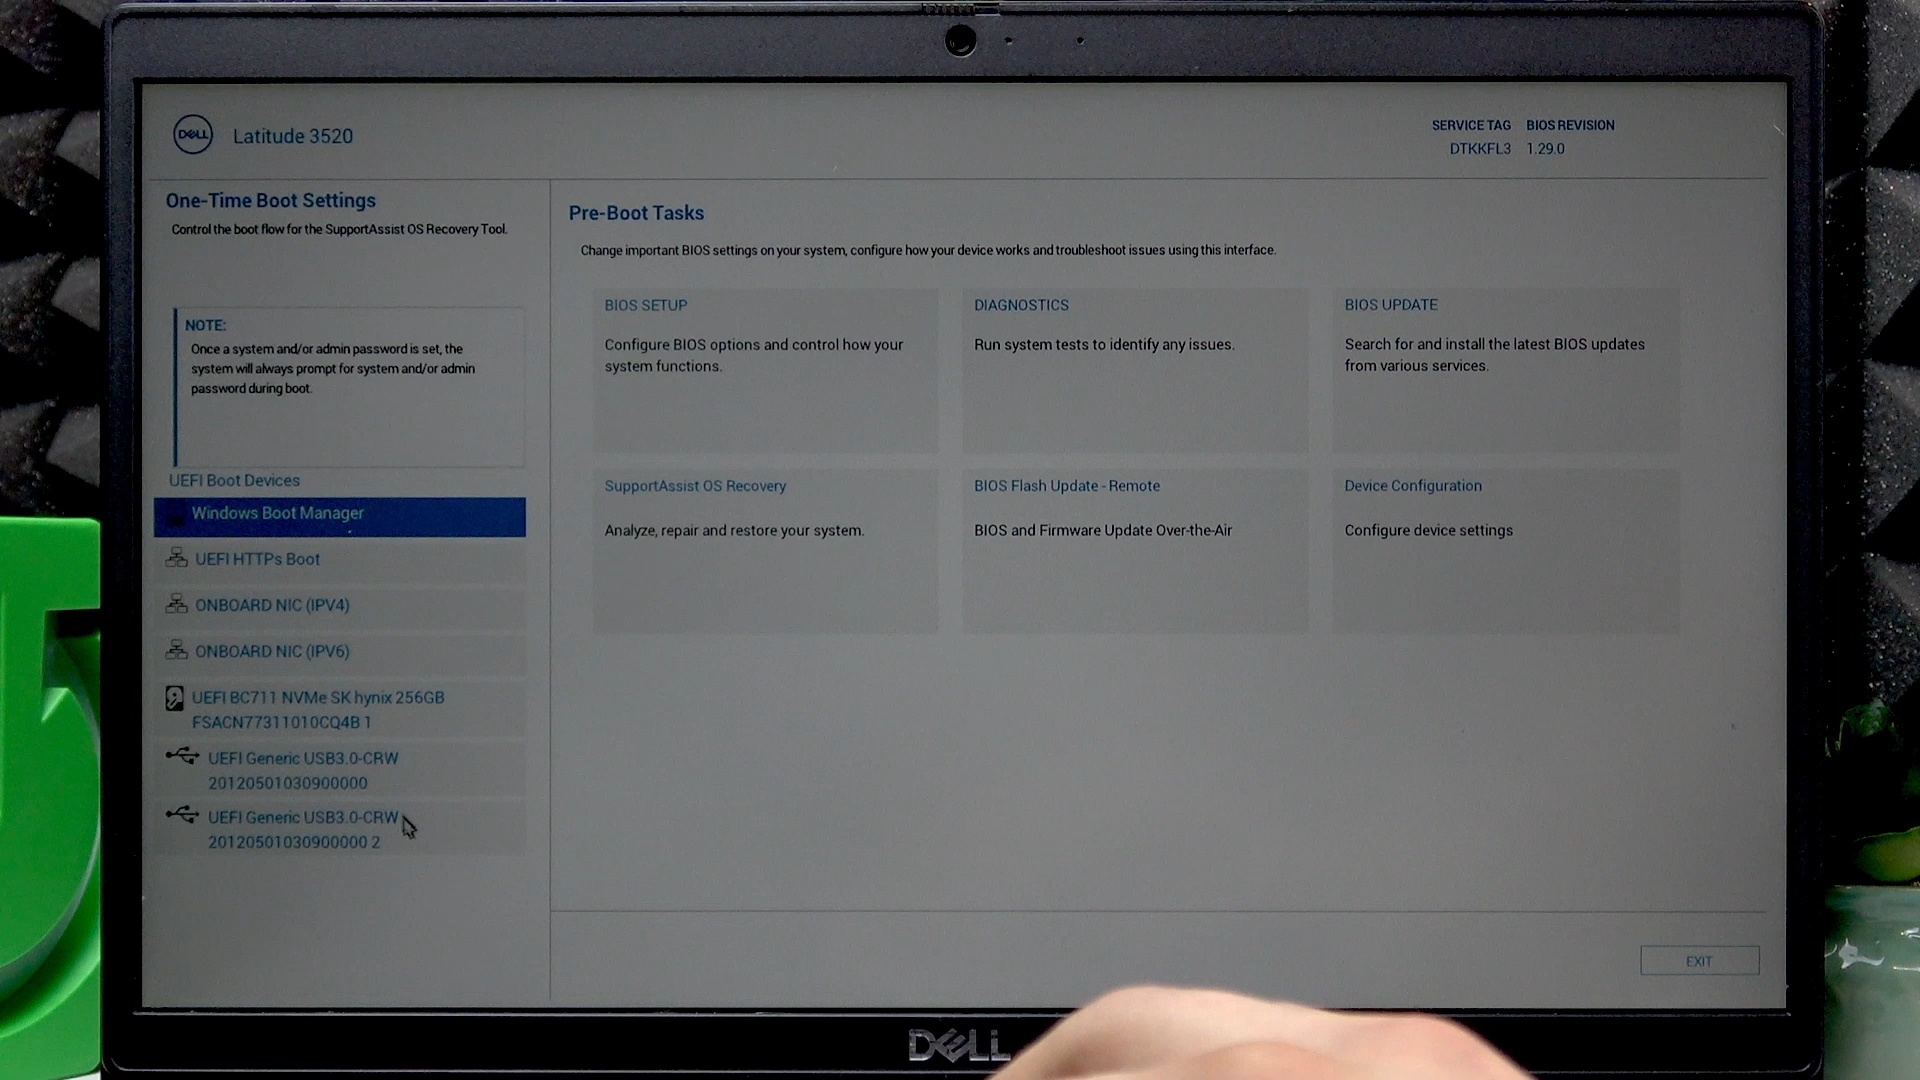 DELL
Latitude 3520
SERVICE TAG BIOS REVISION
DTKKFL3 1.29.0
One-Time Boot Settings
Control the boot flow for the SupportAssist OS Recovery Tool.
NOTE:
Once a system and/or admin password is set, the
system will always prompt for system and/or admin
password during boot.
UEFI Boot Devices
Windows Boot Manager
UEFI HTTPs Boot
ONBOARD NIC (IPV4)
ONBOARD NIC (IPV6)
UEFI BC711 NVMe SK hynix 256GB
FSACN77311010CQ4B 1
UEFI Generic USB3.0-CRW
20120501030900000
UEFI Generic USB3.0-CRW
20120501030900000 2
Pre-Boot Tasks
Change important BIOS settings on your system, configure how your device works and troubleshoot issues using this interface.
BIOS SETUP
Configure BIOS options and control how your
system functions.
DIAGNOSTICS
Run system tests to identify any issues.
BIOS UPDATE
Search for and install the latest BIOS updates
from various services.
SupportAssist OS Recovery
Analyze, repair and restore your system.
BIOS Flash Update - Remote
BIOS and Firmware Update Over-the-Air
Device Configuration
Configure device settings
EXIT
DELL